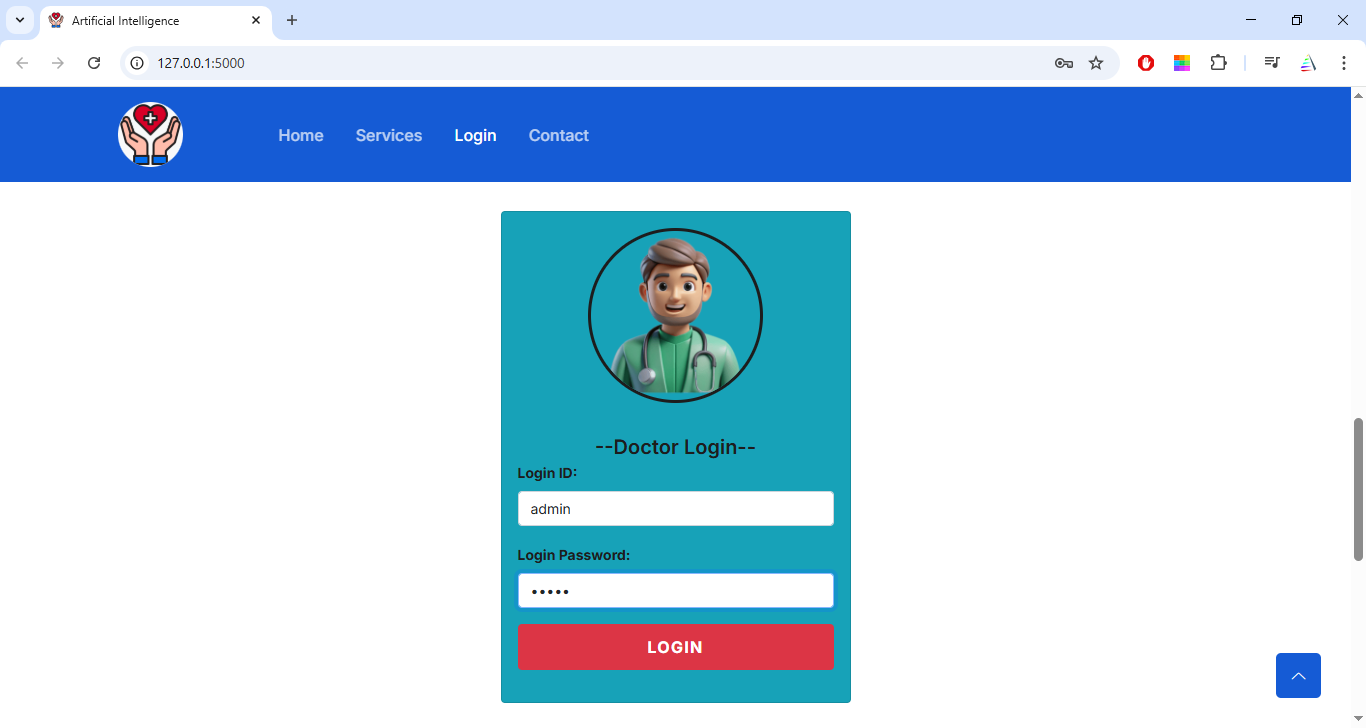 Artificial Intelligence
127.0.0.1:5000
Home Services Login Contact
--Doctor Login--
Login ID:
admin
Login Password:
•••••
LOGIN